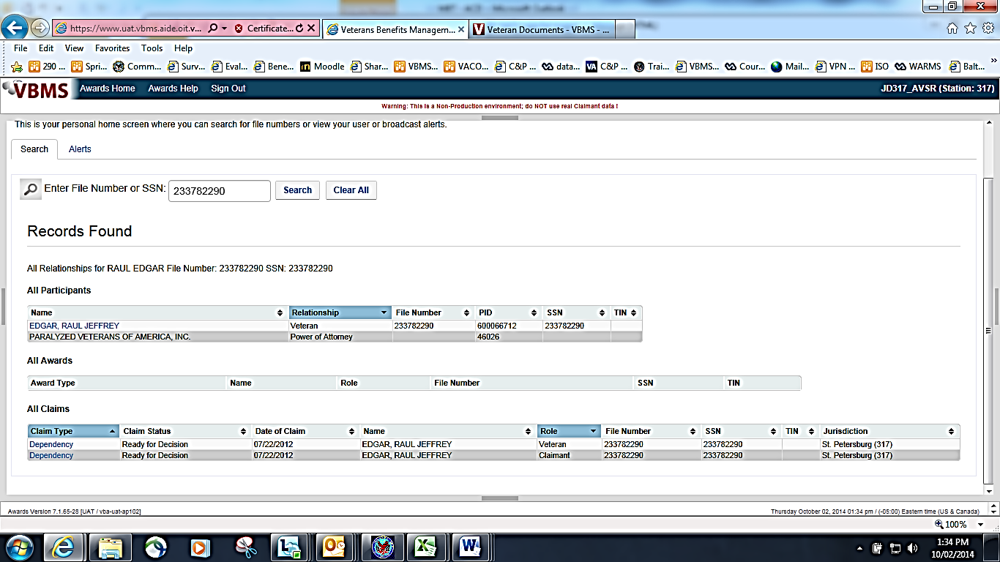 https://www.uat.vbms.aide.oit.v... Certificate... Veterans Benefits Managem... Veteran Documents - VBMS - ...
File Edit View Favorites Tools Help
290 ... Spri... Comm... Surv... Eval... Bene... Moodle Shar... VBMS... VACO... C&P ... data... C&P ... Trai... VBMS... Cour... Mail... VPN ... ISO WARMS Balt...
VBMS Awards Home Awards Help Sign Out JD317_AVSR (Station: 317)
Warning: This is a Non-Production environment; do NOT use real Claimant data !
This is your personal home screen where you can search for file numbers or view your user or broadcast alerts.
Search Alerts
Enter File Number or SSN: 233782290 Search Clear All
Records Found
All Relationships for RAUL EDGAR File Number: 233782290 SSN: 233782290
All Participants
Name Relationship File Number PID SSN TIN
EDGAR, RAUL JEFFREY Veteran 233782290 600066712 233782290
PARALYZED VETERANS OF AMERICA, INC. Power of Attorney 46026
All Awards
Award Type Name Role File Number SSN TIN
All Claims
Claim Type Claim Status Date of Claim Name Role File Number SSN TIN Jurisdiction
Dependency Ready for Decision 07/22/2012 EDGAR, RAUL JEFFREY Veteran 233782290 233782290 St. Petersburg (317)
Dependency Ready for Decision 07/22/2012 EDGAR, RAUL JEFFREY Claimant 233782290 233782290 St. Petersburg (317)
Awards Version 7.1.65-28 [UAT / vba-uat-ap102] Thursday October 02, 2014 01:34 pm / (-05:00) Eastern time (US & Canada)
100%
1:34 PM
10/02/2014